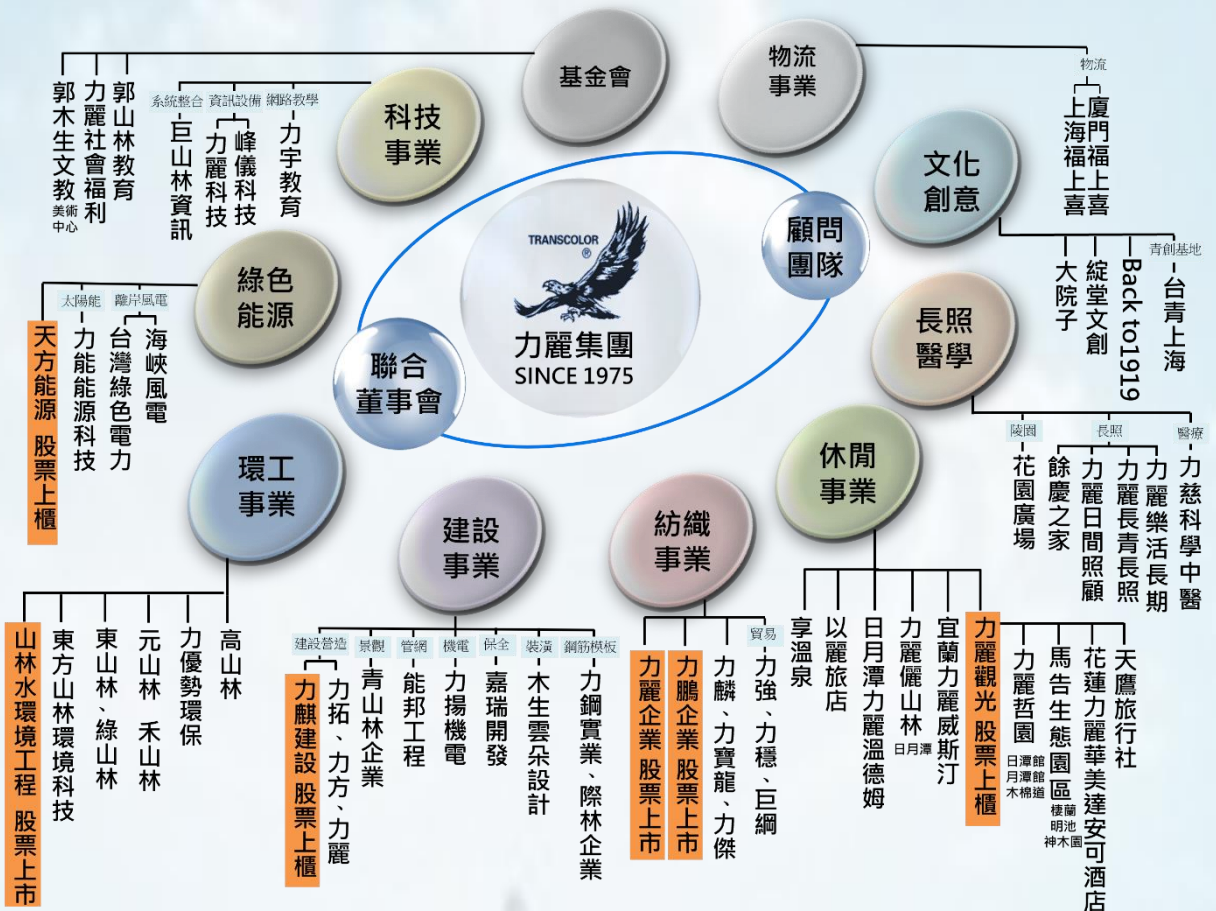 基金會
郭山林教育
力麗社會福利
郭木生文教 美術中心
物流
事業
物流
廈門福上喜
上海福上喜
科技
事業
系統整合
巨山林資訊
資訊設備
力麗科技
峰儀科技
網路教學
力宇教育
文化
創意
大院子
綻堂文創
Back to1919
青創基地
台青上海
TRANSCOLOR
®
力麗集團
SINCE 1975
顧問
團隊
聯合
董事會
綠色
能源
天方能源 股票上櫃
太陽能
力能能源科技
離岸風電
台灣綠色電力
海峽風電
長照
醫學
陵園
花園廣場
長照
餘慶之家
力麗日間照顧
力麗長青長照
力麗樂活長期
醫療
力慈科學中醫
環工
事業
山林水環境工程 股票上市
東方山林環境科技
東山林、綠山林
元山林 禾山林
力優勢環保
高山林
建設
事業
建設營造
力麒建設 股票上櫃
力拓、力方、力麗
景觀
青山林企業
管網
能邦工程
機電
力揚機電
保全
嘉瑞開發
裝潢
木生雲朵設計
鋼筋模板
力鋼實業、際林企業
紡織
事業
力麗企業 股票上市
力鵬企業 股票上市
力麟、力寶龍、力傑
貿易
力強、力穩、巨綱
休閒
事業
享溫泉
以麗旅店
日月潭力麗溫德姆
力麗儷山林 日月潭
宜蘭力麗威斯汀
力麗觀光 股票上櫃
力麗哲園
日潭館
月潭館
木棉道
馬告生態園區
棲蘭
明池
神木園
花蓮力麗華美達安可酒店
天鷹旅行社